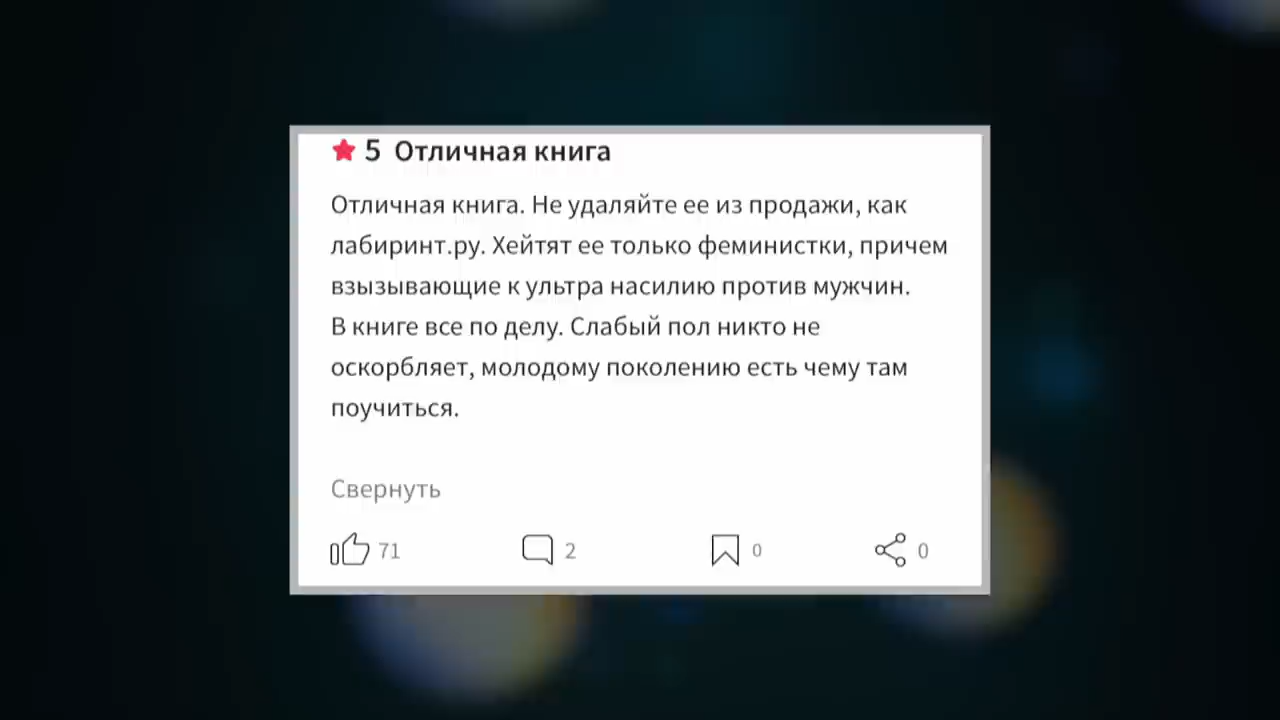 5 Отличная книга
Отличная книга. Не удаляйте ее из продажи, как
лабиринт.ру. Хейтят ее только феминистки, причем
взызывающие к ультра насилию против мужчин.
В книге все по делу. Слабый пол никто не
оскорбляет, молодому поколению есть чему там
поучиться.
Свернуть
71 2 0 0